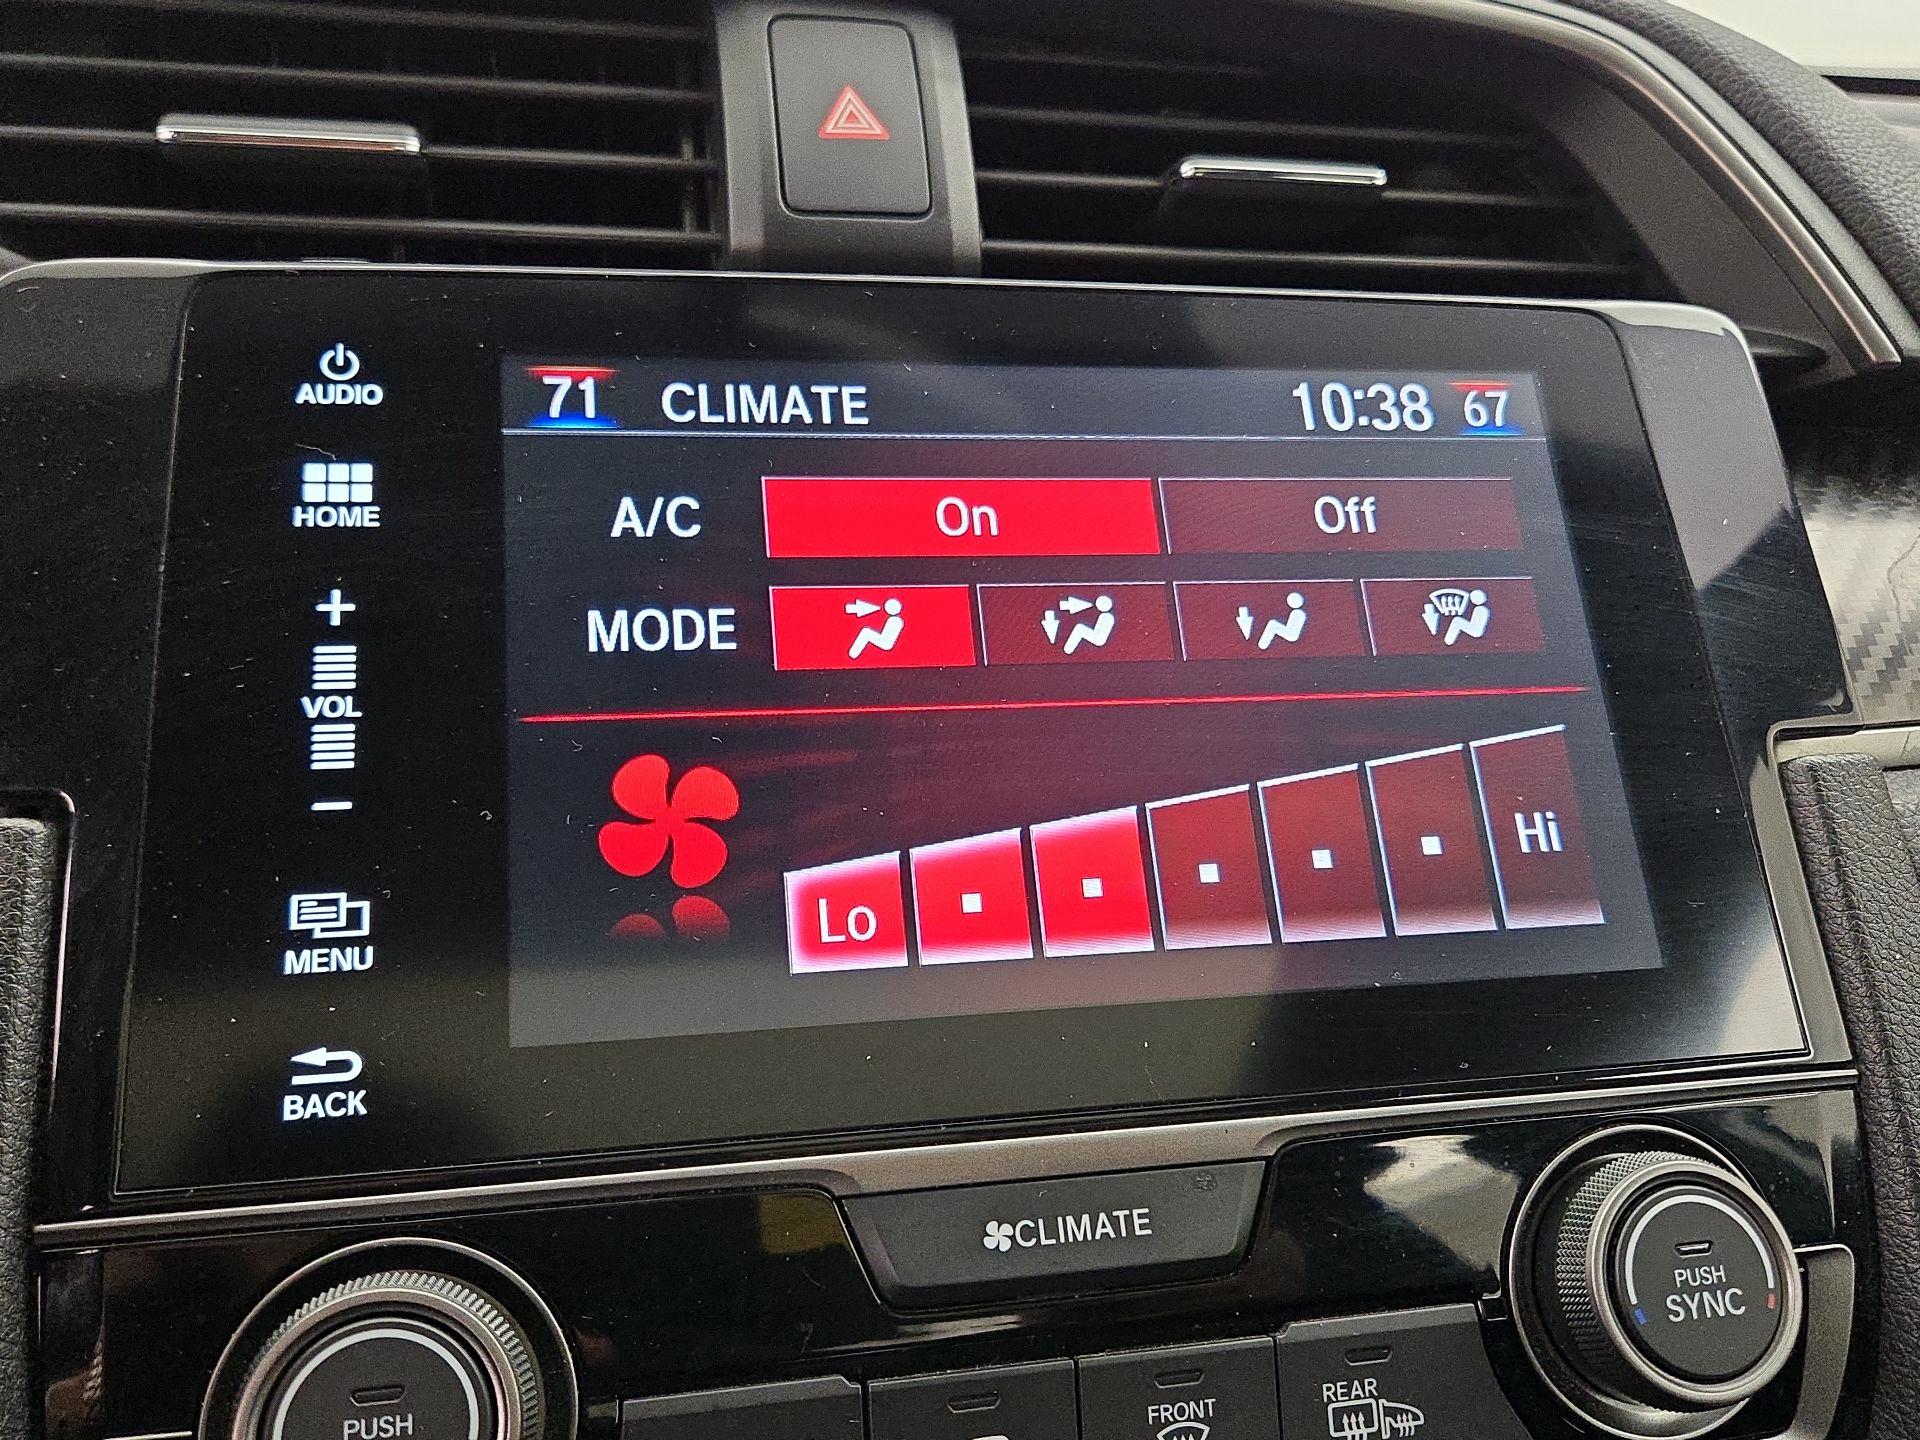 AUDIO
HOME
VOL
MENU
BACK
71 CLIMATE 10:38 67
A/C On Off
MODE
Lo Hi
CLIMATE
PUSH
SYNC
PUSH
FRONT
REAR